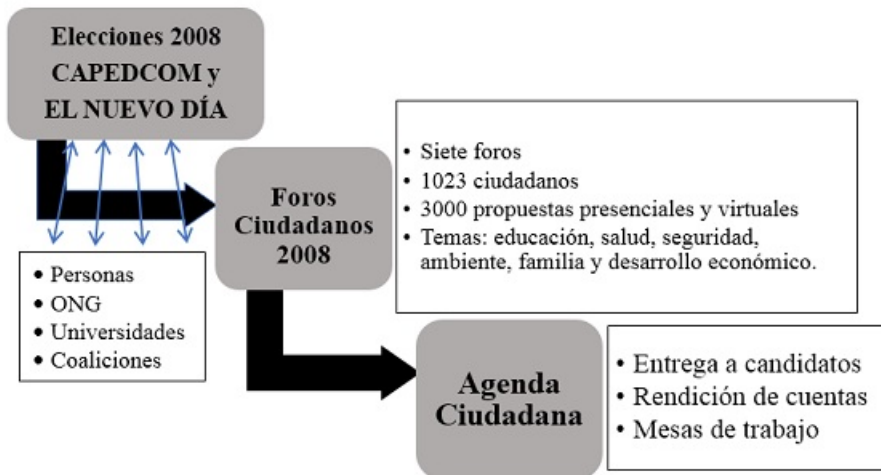 Elecciones 2008
CAPEDCOM y
EL NUEVO DÍA
• Personas
• ONG
• Universidades
• Coaliciones
Foros
Ciudadanos
2008
• Siete foros
• 1023 ciudadanos
• 3000 propuestas presenciales y virtuales
• Temas: educación, salud, seguridad,
ambiente, familia y desarrollo económico.
Agenda
Ciudadana
• Entrega a candidatos
• Rendición de cuentas
• Mesas de trabajo